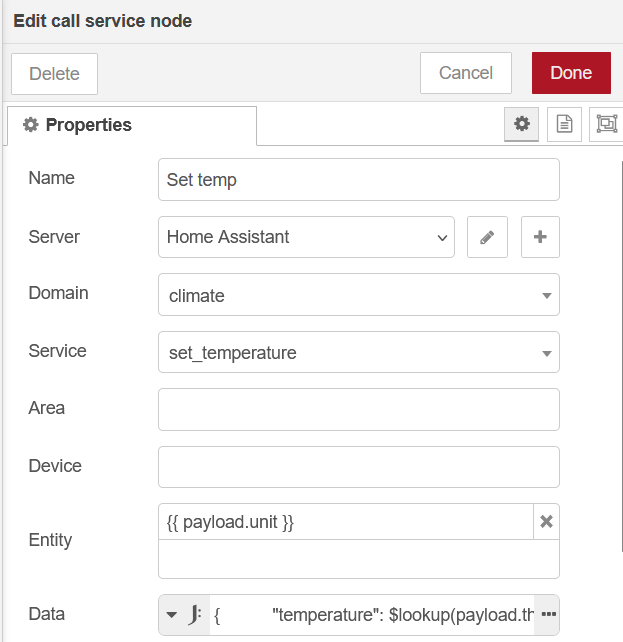 Edit call service node
Delete
Cancel
Done
Properties
Name
Set temp
Server
Home Assistant
Domain
climate
Service
set_temperature
Area
Device
Entity
{{ payload.unit }}
Data
J: { "temperature": $lookup(payload.th